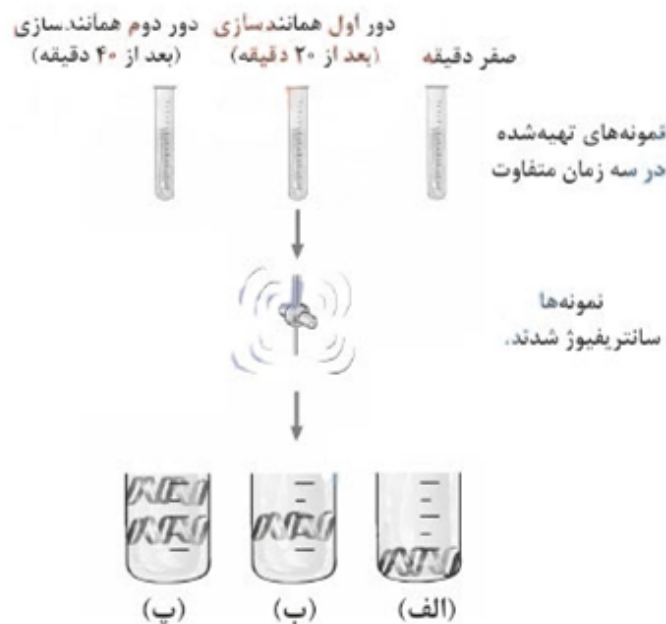 صفر دقیقه
دور اول همانندسازی
(بعد از ۲۰ دقیقه)
دور دوم همانندسازی
(بعد از ۴۰ دقیقه)
نمونه‌های تهیه‌شده
در سه زمان متفاوت
نمونه‌ها
سانتریفیوژ شدند.
(الف)
(ب)
(پ)